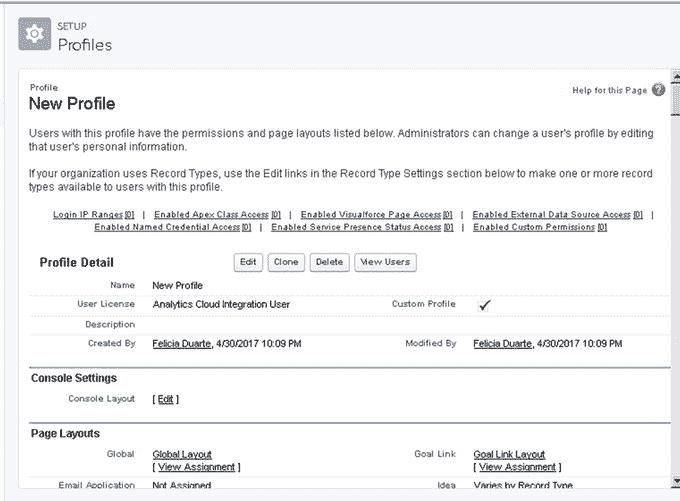 SETUP
Profiles
Profile
New Profile
Help for this Page ?
Users with this profile have the permissions and page layouts listed below. Administrators can change a user's profile by editing
that user's personal information.
If your organization uses Record Types, use the Edit links in the Record Type Settings section below to make one or more record
types available to users with this profile.
Login IP Ranges [0] | Enabled Apex Class Access [0] | Enabled Visualforce Page Access [0] | Enabled External Data Source Access [0] |
Enabled Named Credential Access [0] | Enabled Service Presence Status Access [0] | Enabled Custom Permissions [0]
Profile Detail Edit Clone Delete View Users
Name New Profile
User License Analytics Cloud Integration User Custom Profile
Description
Created By Felicia Duarte, 4/30/2017 10:09 PM Modified By Felicia Duarte, 4/30/2017 10:09 PM
Console Settings
Console Layout [ Edit ]
Page Layouts
Global Global Layout Goal Link Goal Link Layout
[ View Assignment ] [ View Assignment ]
Email Application Not Assigned Idea Varies by Record Type